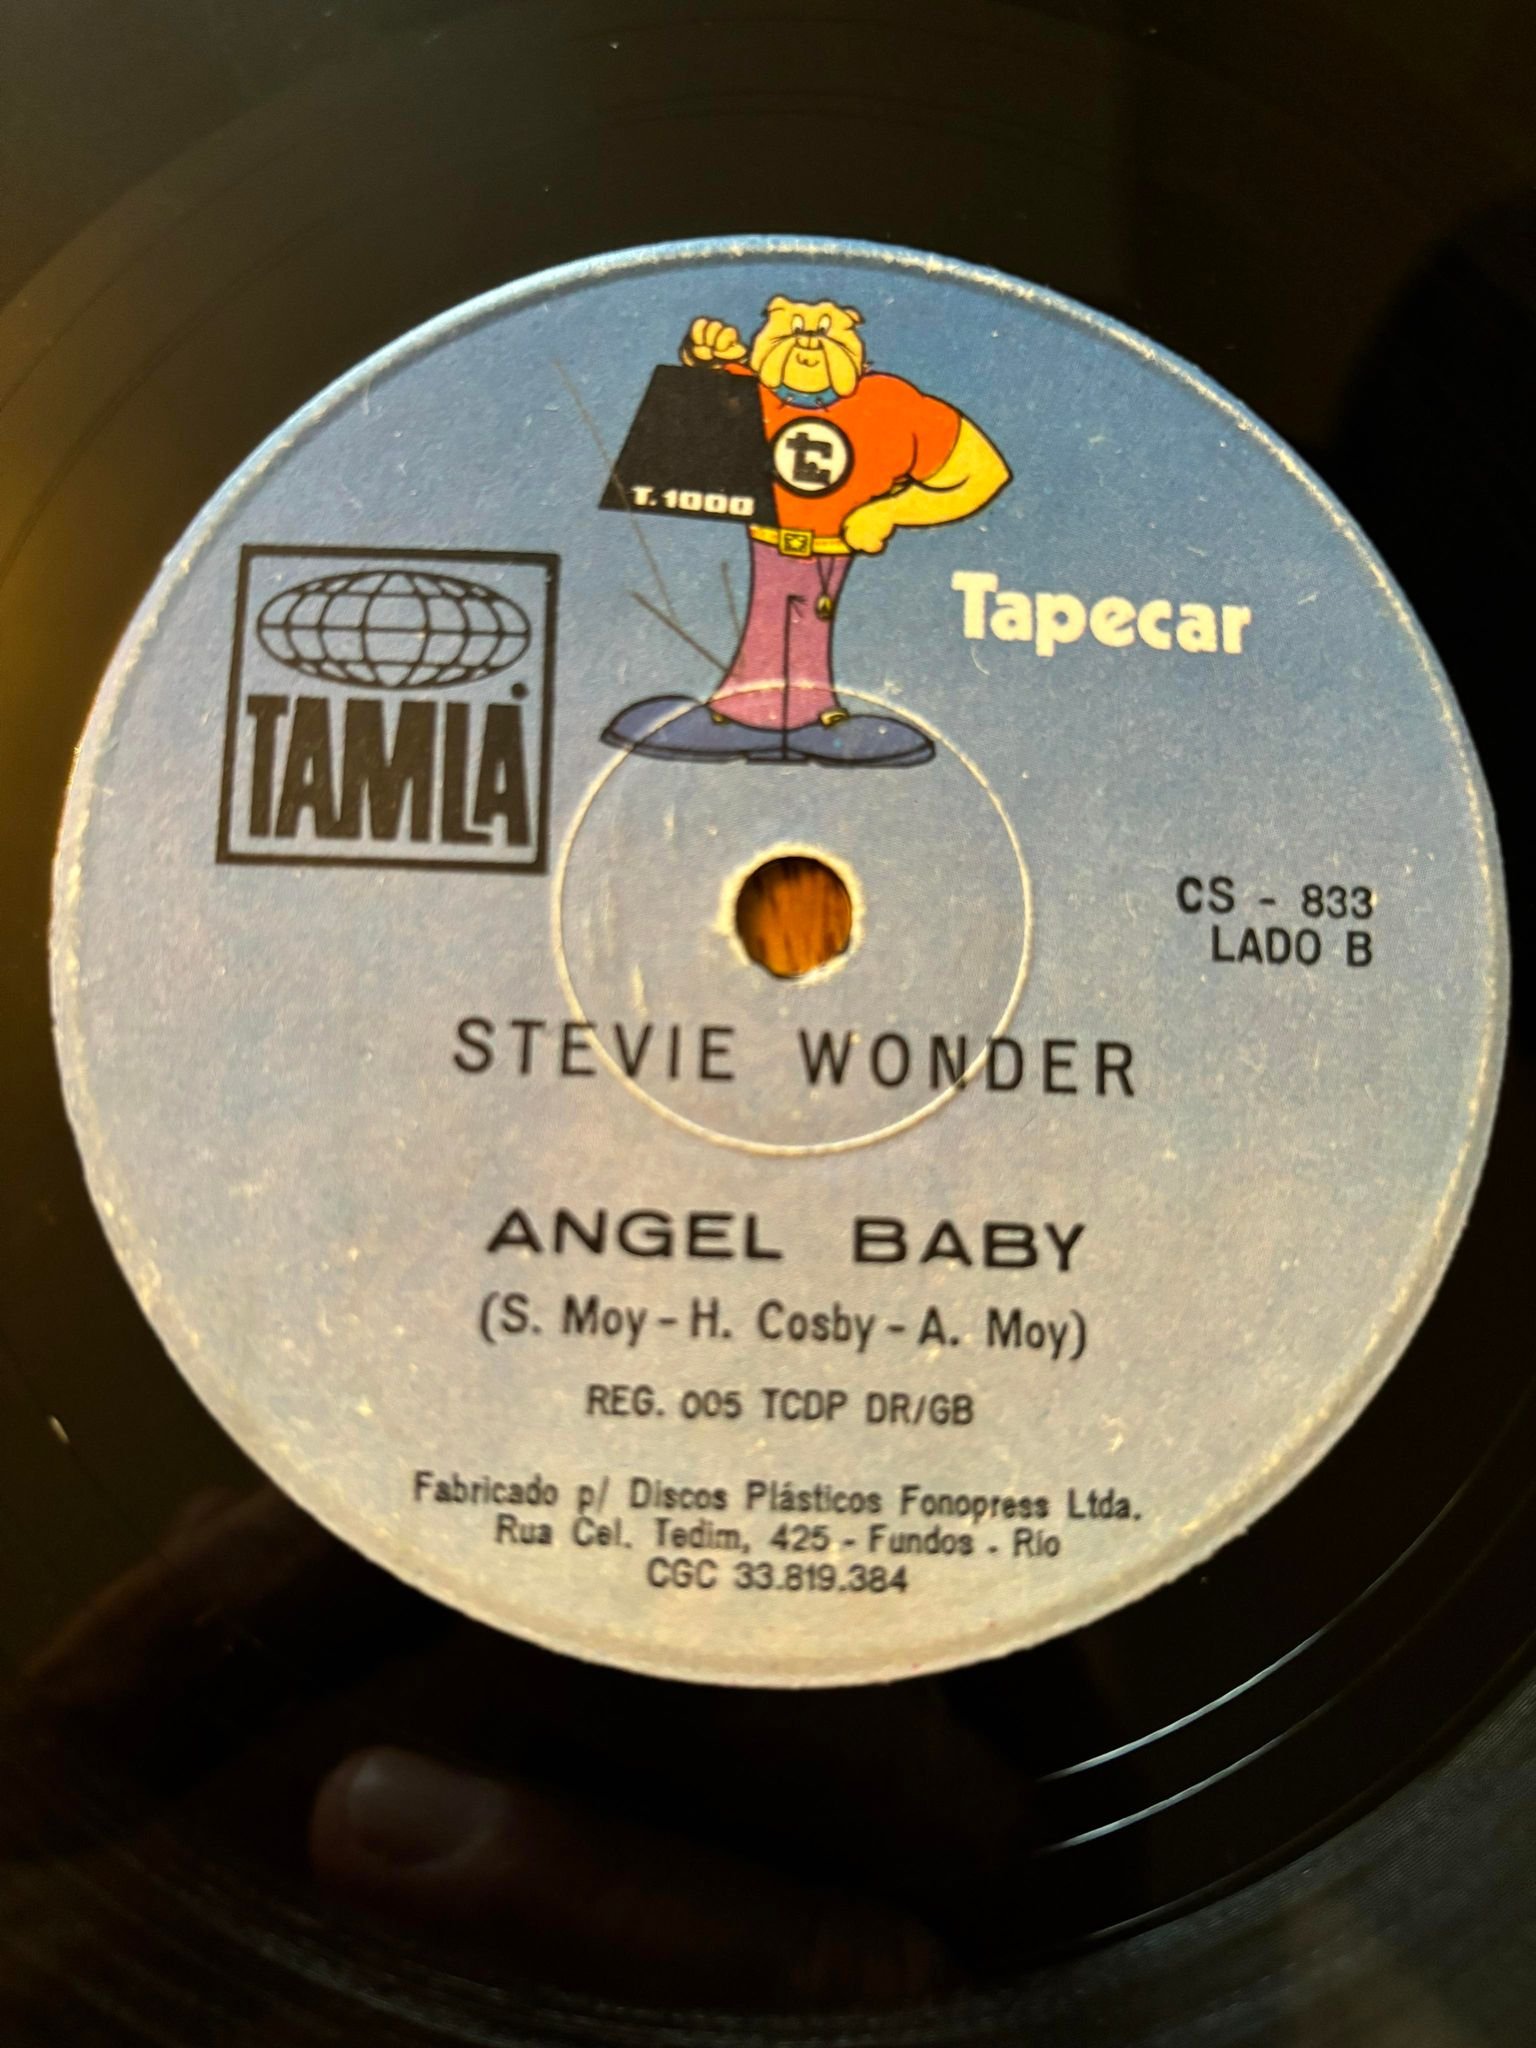 T.1000
Tapecar
TAMLA
CS - 833
LADO B
STEVIE WONDER
ANGEL BABY
(S. Moy - H. Cosby - A. Moy)
REG. 005 TCDP DR/GB
Fabricado p/ Discos Plásticos Fonopress Ltda.
Rua Cel. Tedim, 425 - Fundos . Rio
CGC 33.819.384